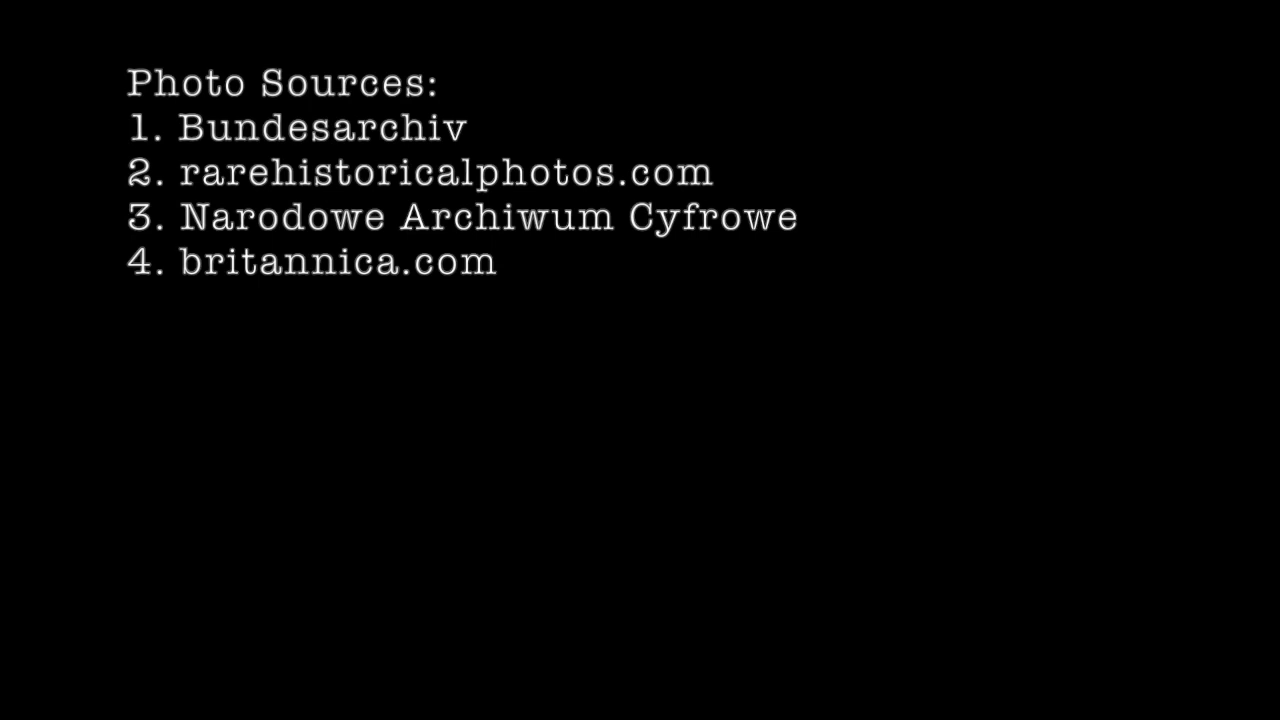 Photo Sources:
1. Bundesarchiv
2. rarehistoricalphotos.com
3. Narodowe Archiwum Cyfrowe
4. britannica.com